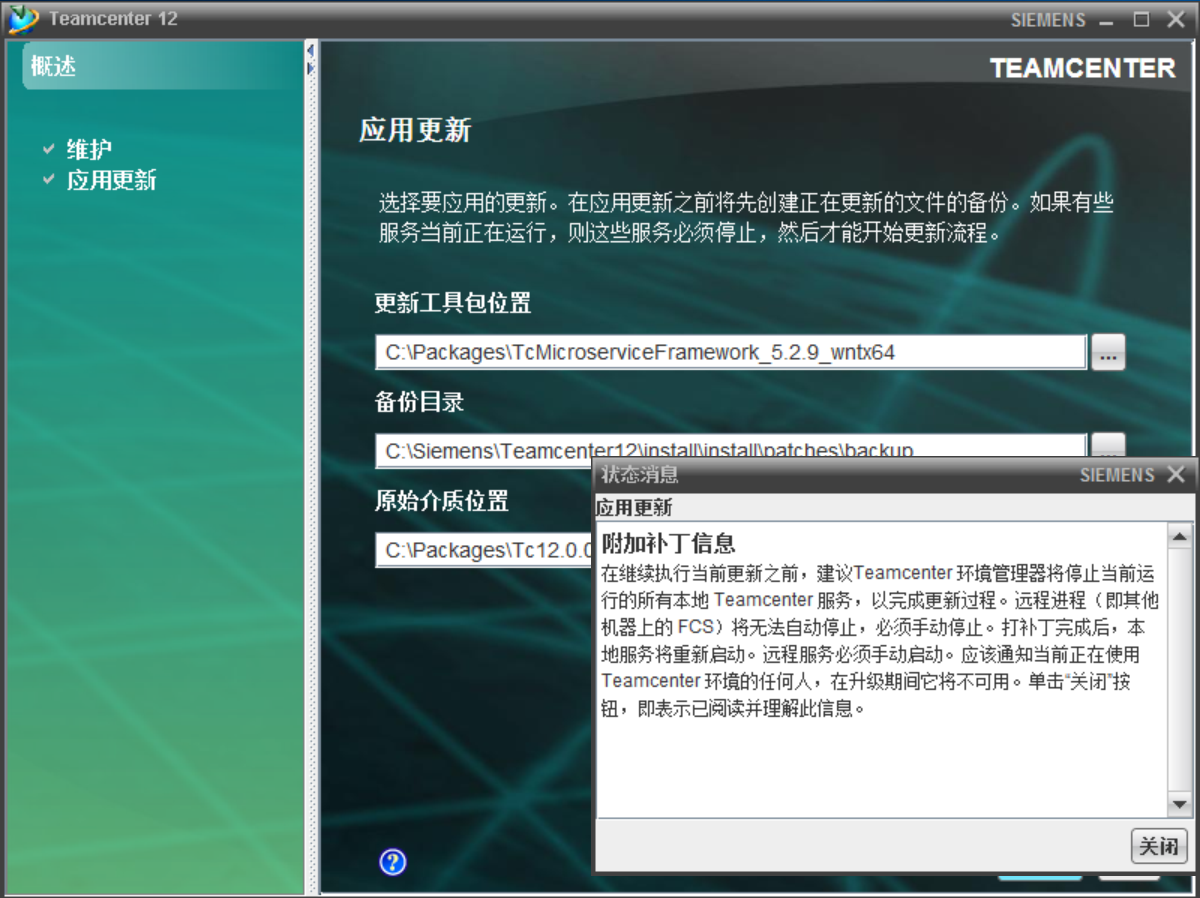 Teamcenter 12
SIEMENS
概述
维护
应用更新
TEAMCENTER
应用更新
选择要应用的更新。在应用更新之前将先创建正在更新的文件的备份。如果有些
服务当前正在运行，则这些服务必须停止，然后才能开始更新流程。
更新工具包位置
C:\Packages\TcMicroserviceFramework_5.2.9_wntx64
...
备份目录
C:\Siemens\Teamcenter12\install\install\patches\backup
...
原始介质位置
C:\Packages\Tc12.0.0
状态消息
SIEMENS
应用更新
附加补丁信息
在继续执行当前更新之前，建议Teamcenter 环境管理器将停止当前运
行的所有本地 Teamcenter 服务，以完成更新过程。远程进程（即其他
机器上的 FCS）将无法自动停止，必须手动停止。打补丁完成后，本
地服务将重新启动。远程服务必须手动启动。应该通知当前正在使用
Teamcenter 环境的任何人，在升级期间它将不可用。单击“关闭”按
钮，即表示已阅读并理解此信息。
关闭
?